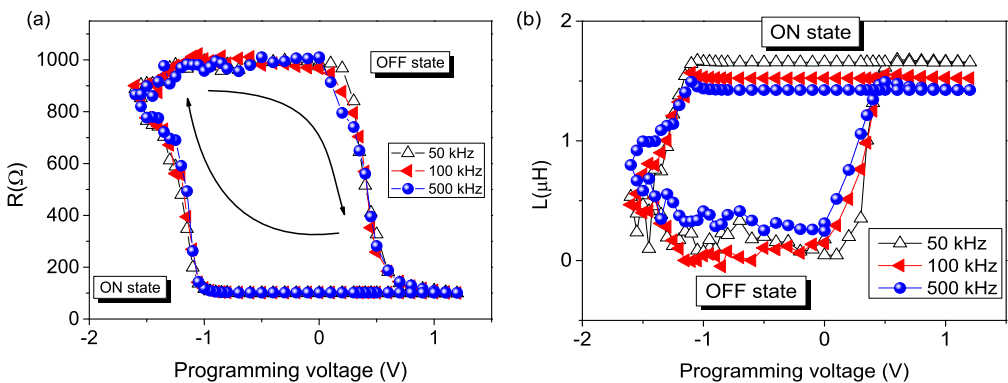 (a)
1000
800
600
400
200
0
R(Ω)
-2
-1
0
1
Programming voltage (V)
OFF state
ON state
50 kHz
100 kHz
500 kHz
(b)
2
1
0
L(μH)
-2
-1
0
1
Programming voltage (V)
ON state
OFF state
50 kHz
100 kHz
500 kHz